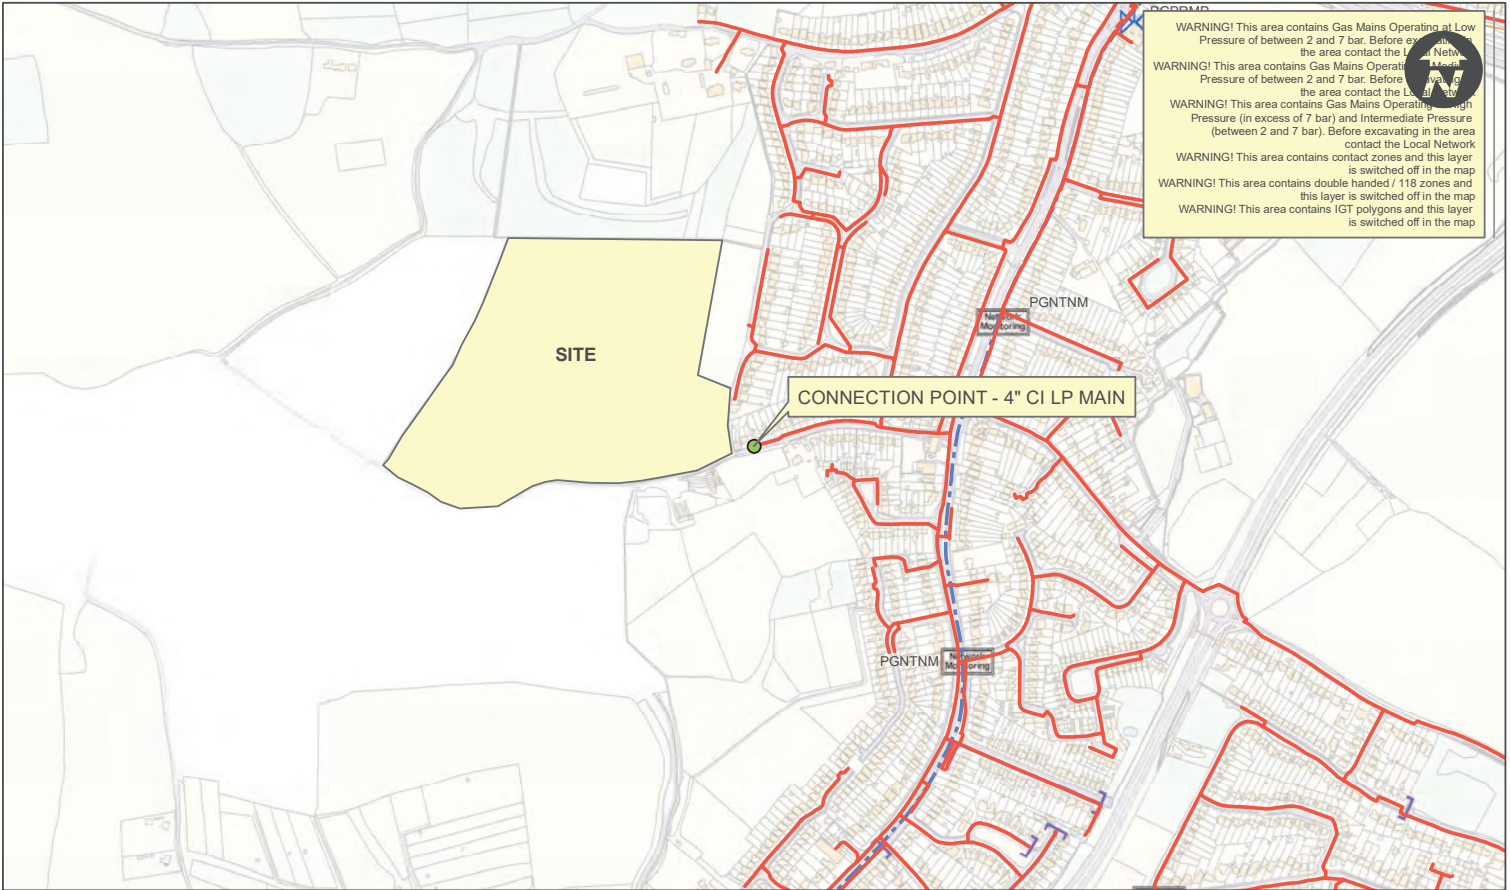 PGPRMR
WARNING! This area contains Gas Mains Operating at Low
Pressure of between 2 and 7 bar. Before
the area contact the
WARNING! This area contains Gas Mains
Pressure of between 2 and 7 bar. Before
the area contact the
WARNING! This area contains Gas Mains Operating
Pressure (in excess of 7 bar) and Intermediate Pressure
(between 2 and 7 bar). Before excavating in the area
contact the Local Network
WARNING! This area contains contact zones and this layer
is switched off in the map
WARNING! This area contains double handed / 118 zones and
this layer is switched off in the map
WARNING! This area contains IGT polygons and this layer
is switched off in the map
PGNTNM
Network
Monitoring
SITE
CONNECTION POINT - 4" CI LP MAIN
PGNTNM
Network
Monitoring